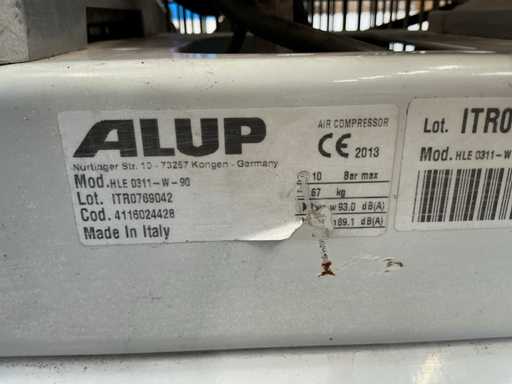 ALUP
AIR COMPRESSOR
CE 2013
Nürtinger Str. 10 - 73257 Kongen - Germany
Mod. HLE 0311-W-90
Lot. ITR0769042
Cod. 4116024428
Made In Italy
10 Bar max
67 kg
w 93.0 dB(A)
89.1 dB(A)
Lot. ITR0
Mod. HLE 0311-W